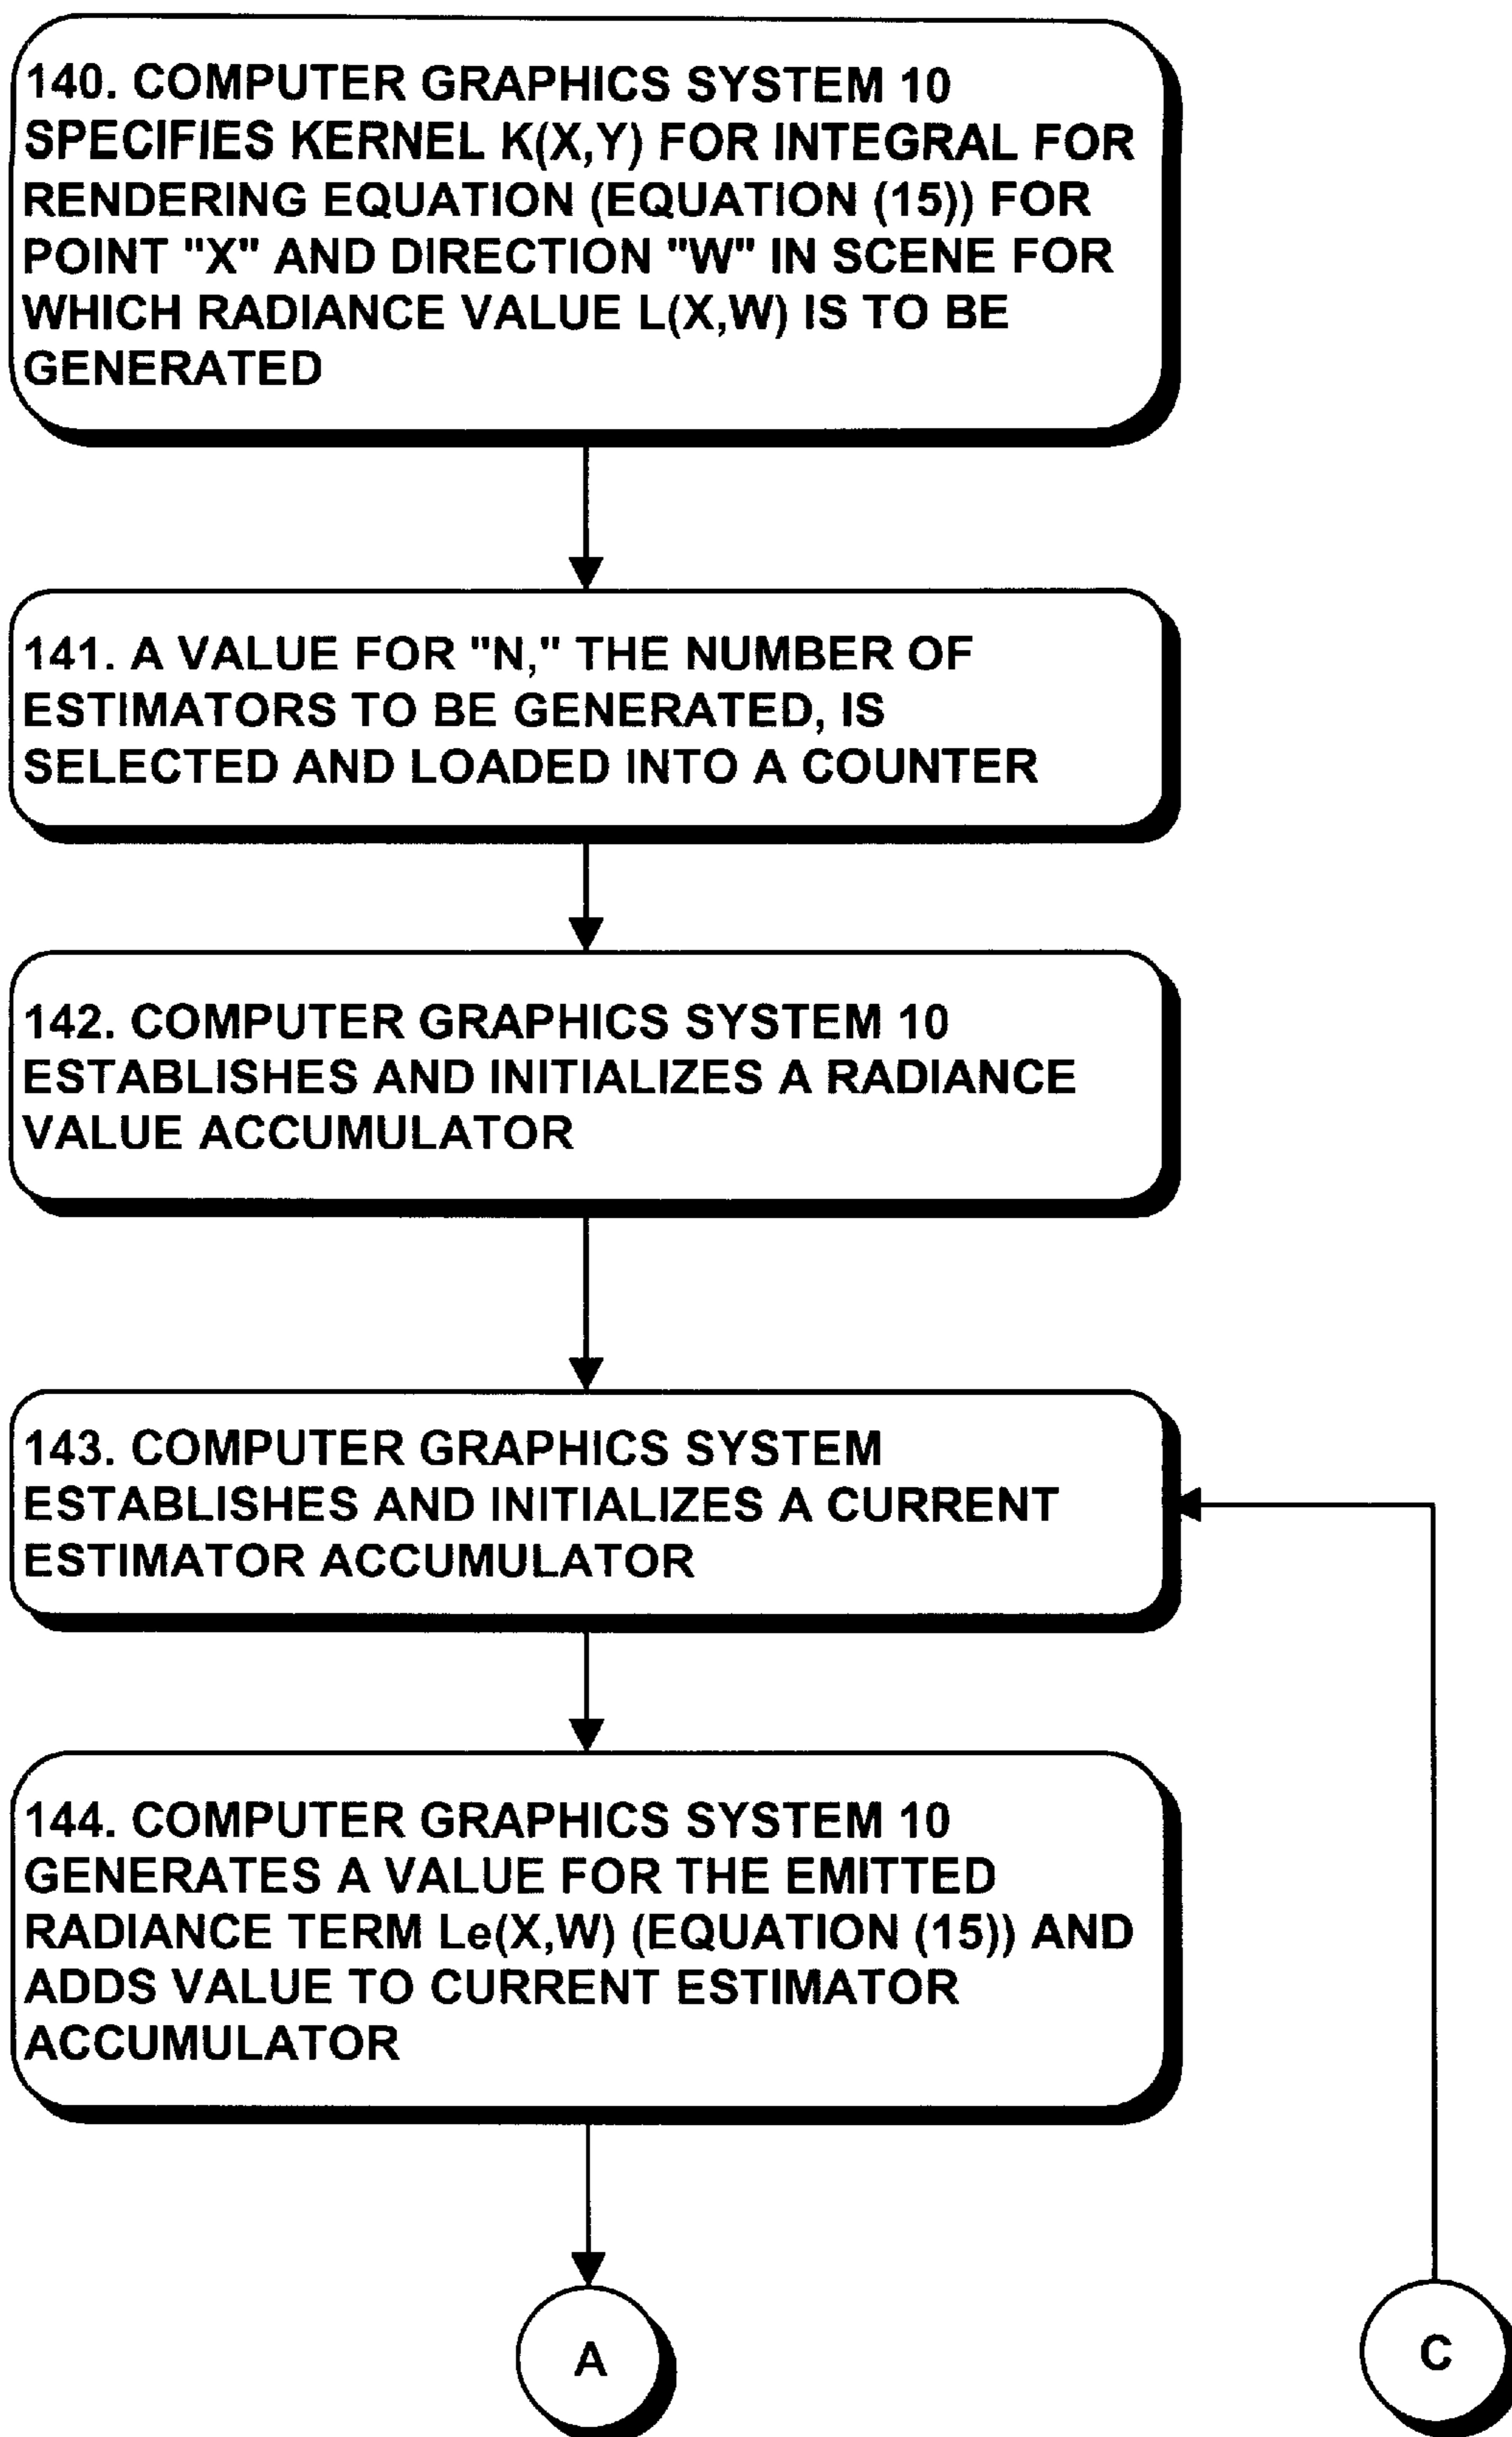 140. COMPUTER GRAPHICS SYSTEM 10
SPECIFIES KERNEL K(X,Y) FOR INTEGRAL FOR
RENDERING EQUATION (EQUATION (15)) FOR
POINT "X" AND DIRECTION "W" IN SCENE FOR
WHICH RADIANCE VALUE L(X,W) IS TO BE
GENERATED
141. A VALUE FOR "N," THE NUMBER OF
ESTIMATORS TO BE GENERATED, IS
SELECTED AND LOADED INTO A COUNTER
142. COMPUTER GRAPHICS SYSTEM 10
ESTABLISHES AND INITIALIZES A RADIANCE
VALUE ACCUMULATOR
143. COMPUTER GRAPHICS SYSTEM
ESTABLISHES AND INITIALIZES A CURRENT
ESTIMATOR ACCUMULATOR
144. COMPUTER GRAPHICS SYSTEM 10
GENERATES A VALUE FOR THE EMITTED
RADIANCE TERM Le(X,W) (EQUATION (15)) AND
ADDS VALUE TO CURRENT ESTIMATOR
ACCUMULATOR
A
C